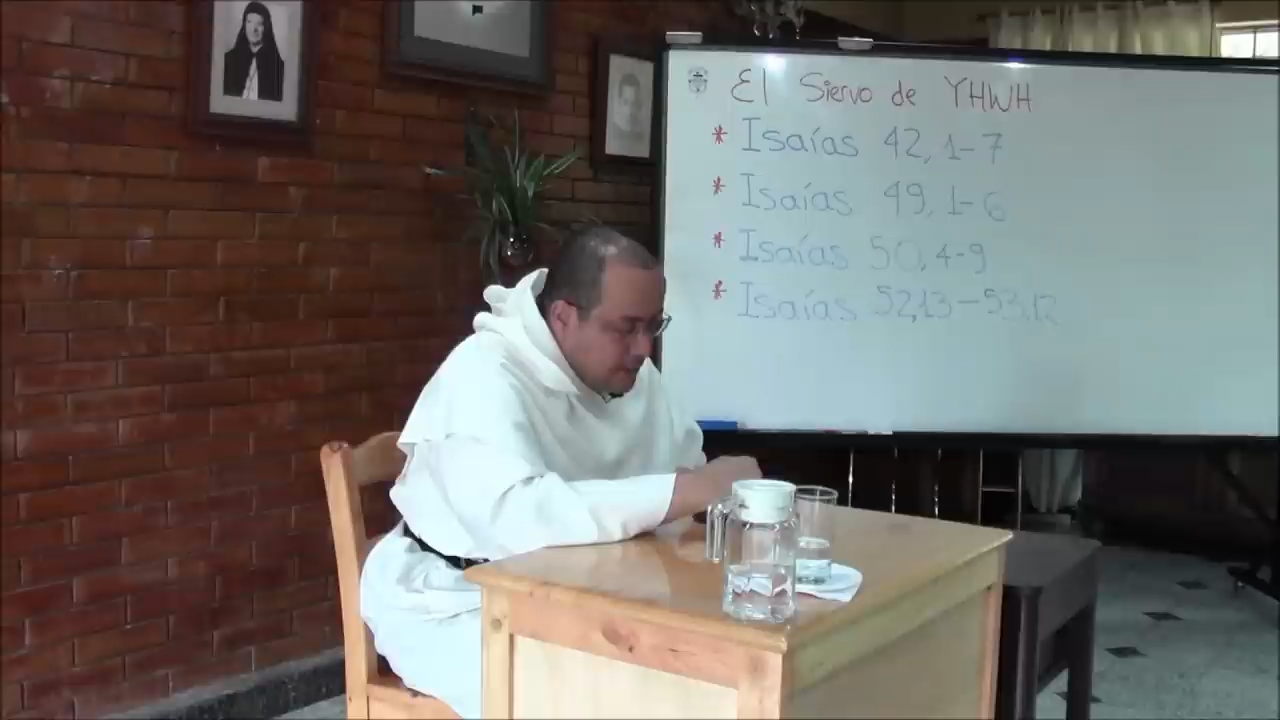 El Siervo de YHWH
* Isaías 42, 1-7
* Isaías 49, 1-6
* Isaías 50, 4-9
* Isaías 52,13-53,12